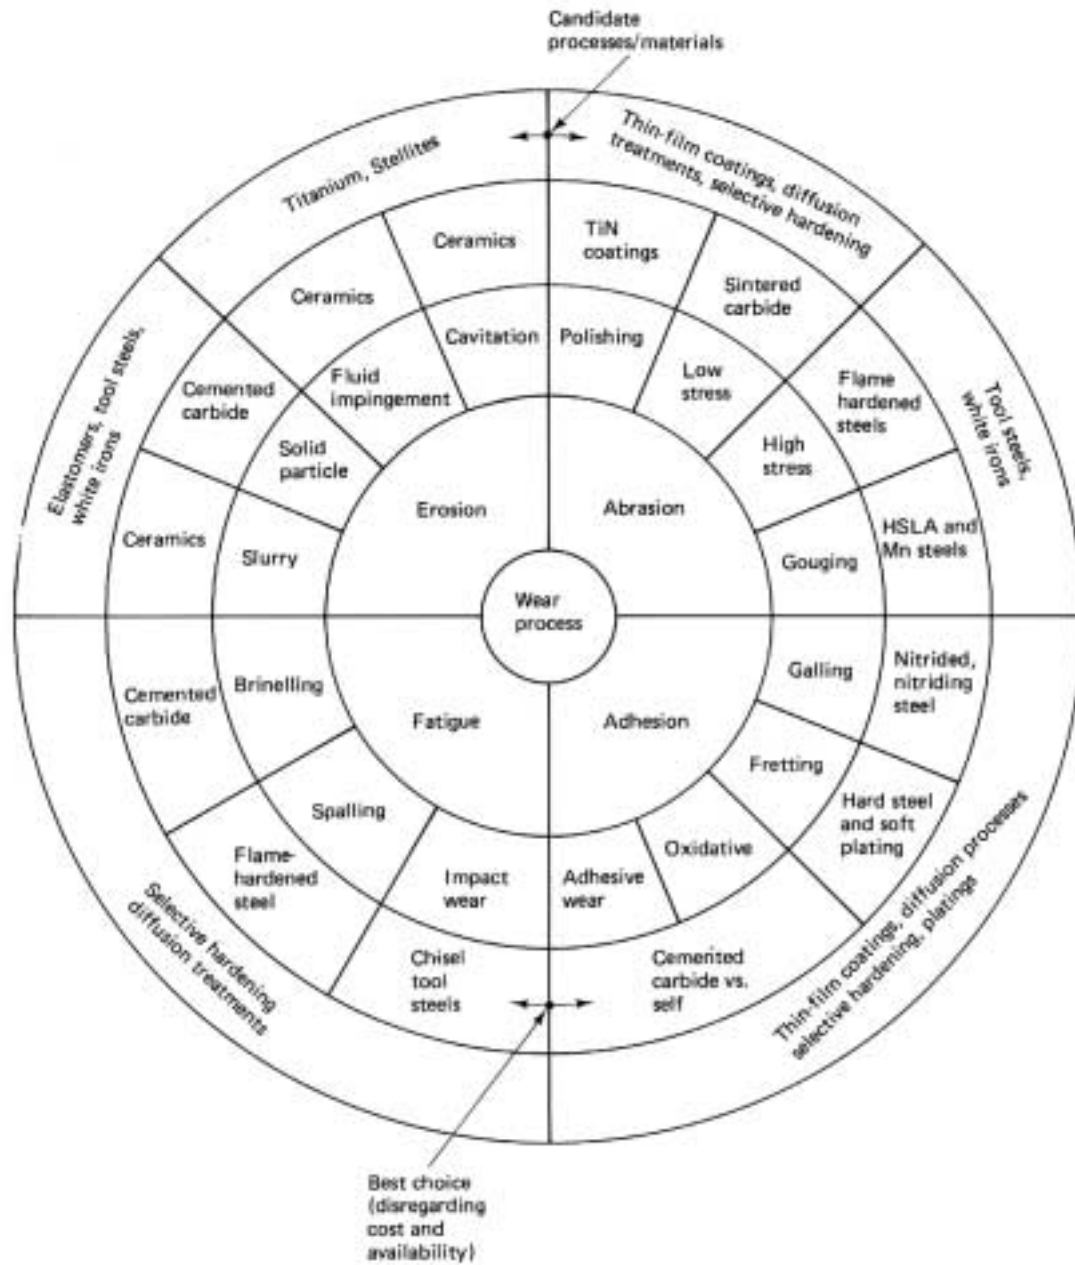 Candidate
processes/materials
Titanium, Stellites
Thin-film coatings, diffusion
treatments, selective hardening
Ceramics
TiN
coatings
Ceramics
Sintered
carbide
Cavitation
Polishing
Elastomers, tool steels,
white irons
Cemented
carbide
Fluid
impingement
Low
stress
Flame
hardened
steels
Tool steels,
white irons
Solid
particle
High
stress
Erosion
Abrasion
Ceramics
Slurry
Gouging
HSLA and
Mn steels
Wear
process
Cemented
carbide
Brinelling
Galling
Nitrided,
nitriding
steel
Fatigue
Adhesion
Fretting
Spalling
Hard steel
and soft
plating
Oxidative
Flame-
hardened
steel
Impact
wear
Adhesive
wear
Selective hardening
diffusion treatments
Chisel
tool
steels
Cemented
carbide vs.
self
Thin-film coatings, diffusion processes
selective hardening, platings
Best choice
(disregarding
cost and
availability)